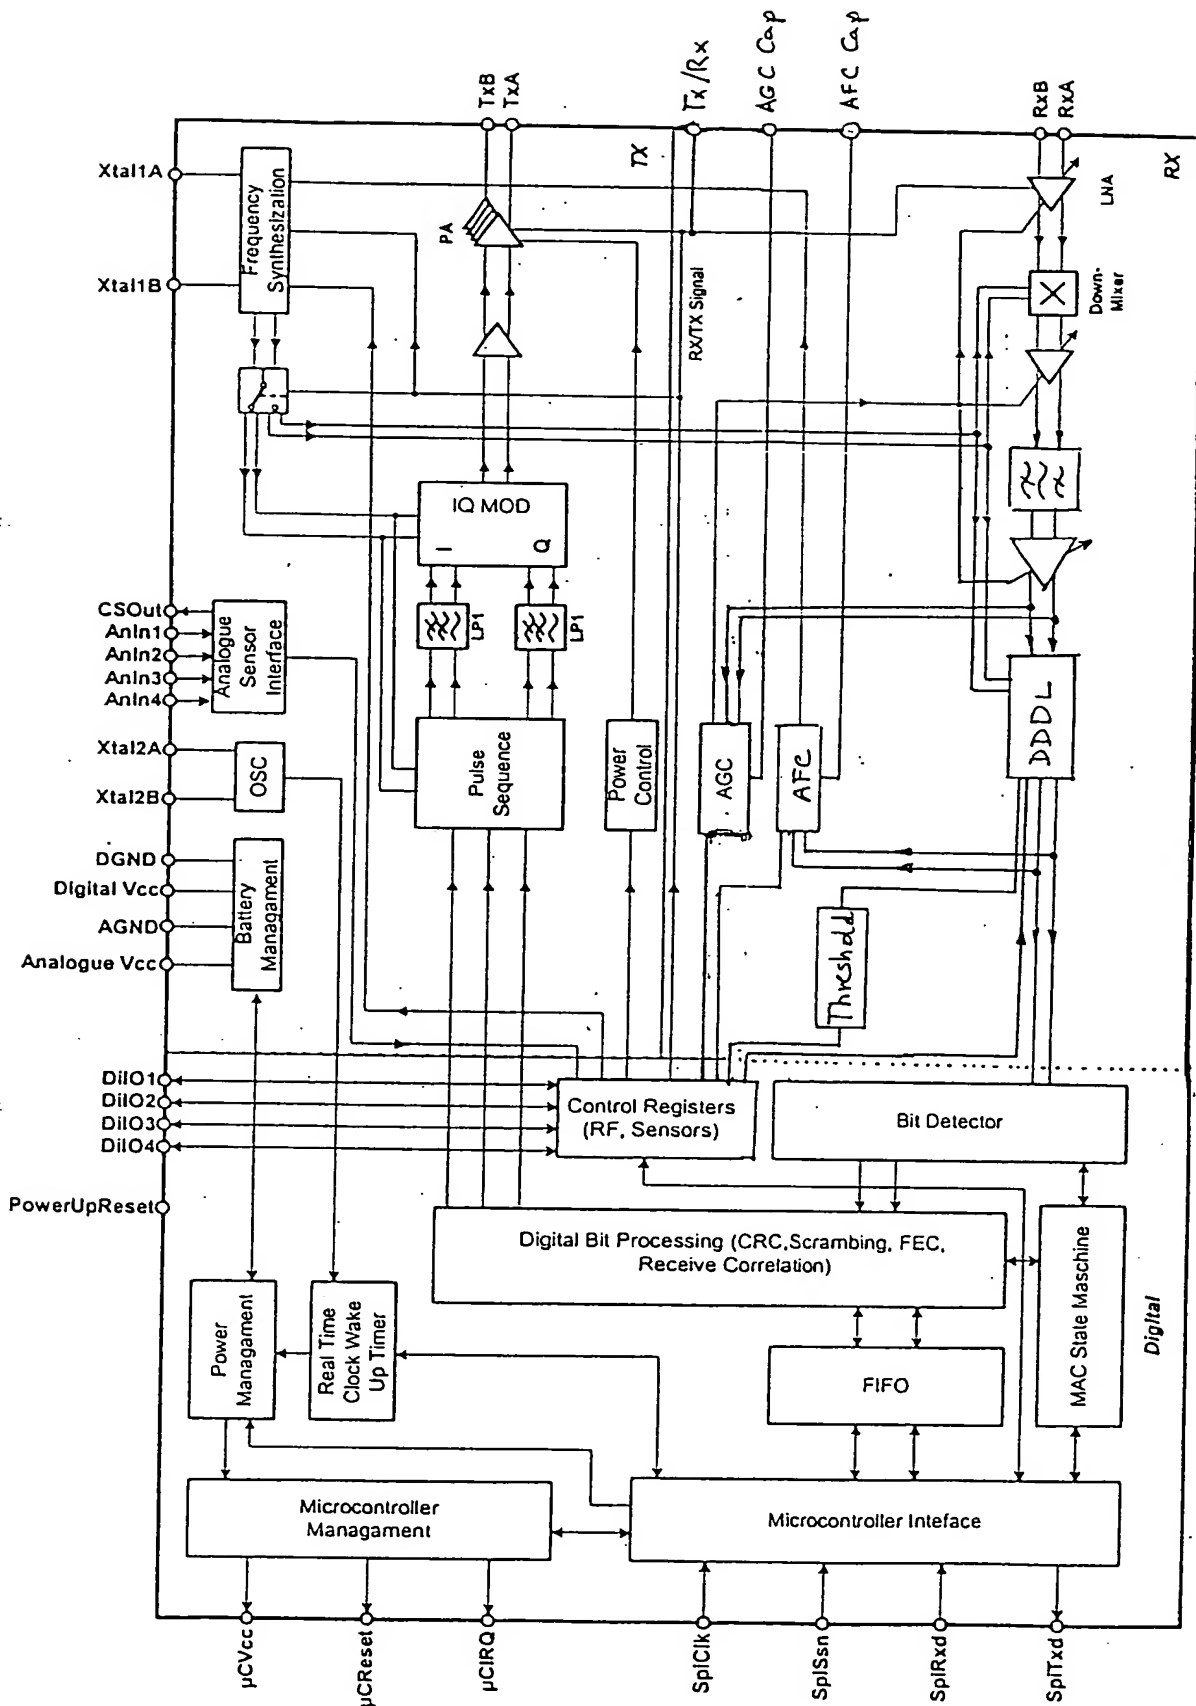 TxB
TxA
Tx/Rx
AGC Cap
AFC Cap
RxB
RxA
TX
RX
Xtal1A
Xtal1B
Frequency
Synthesization
PA
LNA
Down-
Mixer
RX/TX Signal
IQ MOD
I
Q
LP1
LP1
CSOut
AnIn1
AnIn2
AnIn3
AnIn4
Analogue
Sensor
Interface
Xtal2A
Xtal2B
OSC
Pulse
Sequence
Power
Control
AGC
AFC
DDDL
DGND
Digital Vcc
AGND
Analogue Vcc
Battery
Managament
Threshold
DiIO1
DiIO2
DiIO3
DiIO4
Control Registers
(RF, Sensors)
Bit Detector
PowerUpReset
Digital Bit Processing (CRC,Scrambing, FEC,
Receive Correlation)
Power
Managament
Real Time
Clock Wake
Up Timer
FIFO
MAC State Maschine
Digital
Microcontroller
Managament
Microcontroller Inteface
µCVcc
µCReset
µCIRQ
SpiClk
SpiSsn
SpiRxd
SpiTxd